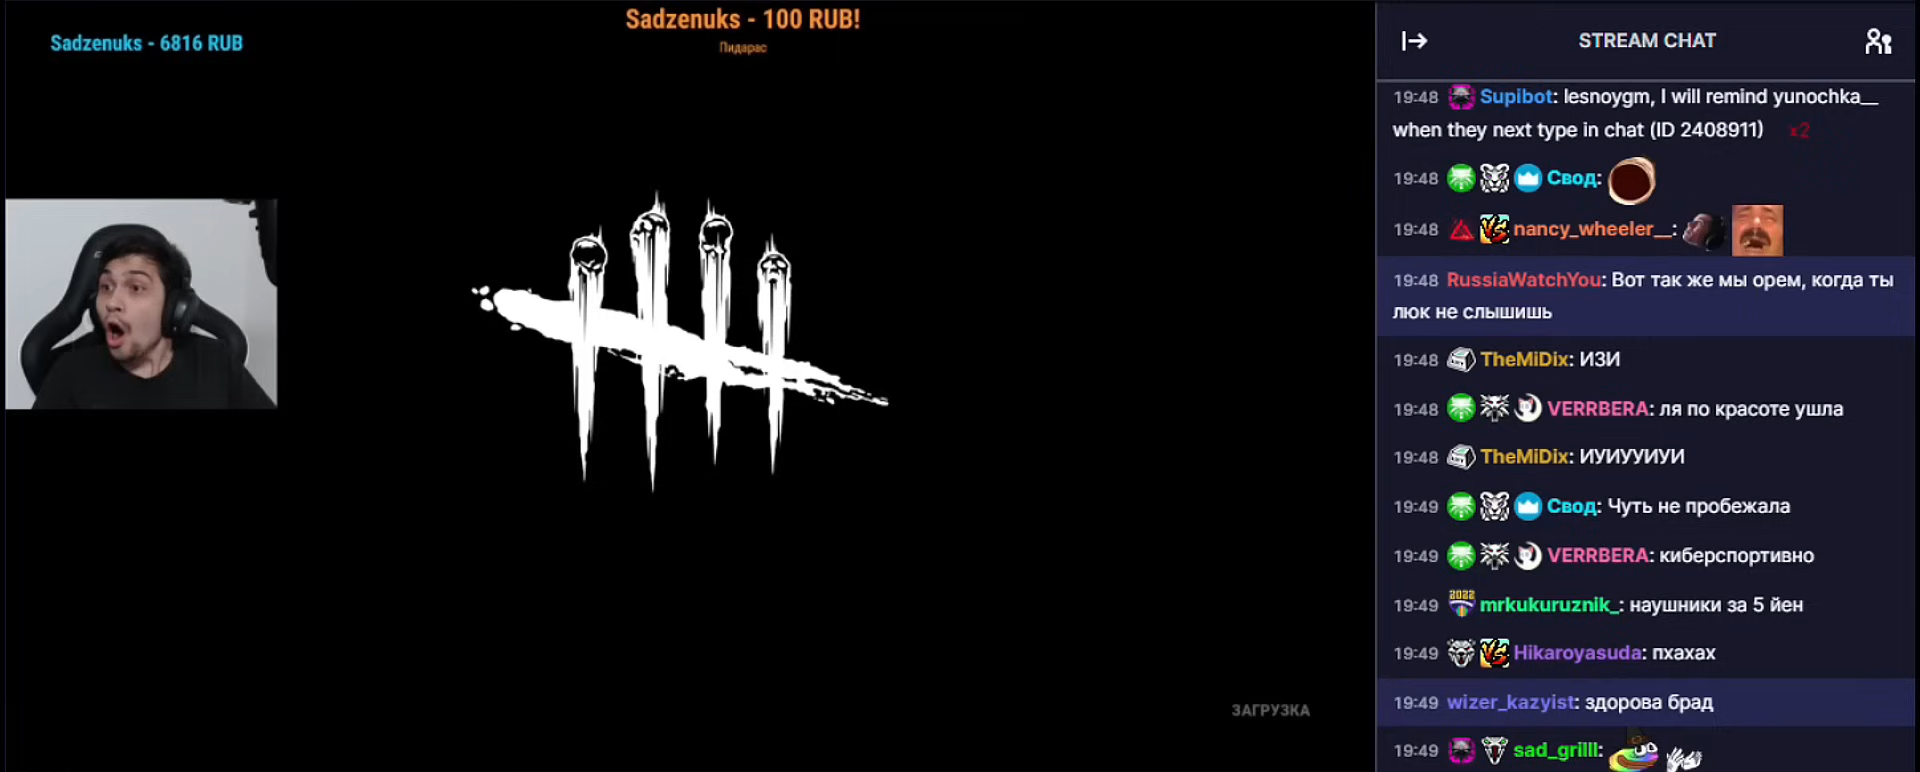 Sadzenuks - 6816 RUB
Sadzenuks - 100 RUB!
Пидарас
ЗАГРУЗКА
STREAM CHAT
19:48 Supibot: lesnoygm, I will remind yunochka__
when they next type in chat (ID 2408911) x2
19:48 Свод:
19:48 nancy_wheeler__:
19:48 RussiaWatchYou: Вот так же мы орем, когда ты
люк не слышишь
19:48 TheMiDix: ИЗИ
19:48 VERRBERA: ля по красоте ушла
19:48 TheMiDix: ИУИУУИУИ
19:49 Свод: Чуть не пробежала
19:49 VERRBERA: киберспортивно
19:49 mrkukuruznik_: наушники за 5 йен
19:49 Hikaroyasuda: пхахах
19:49 wizer_kazyist: здорова брад
19:49 sad_grilll: